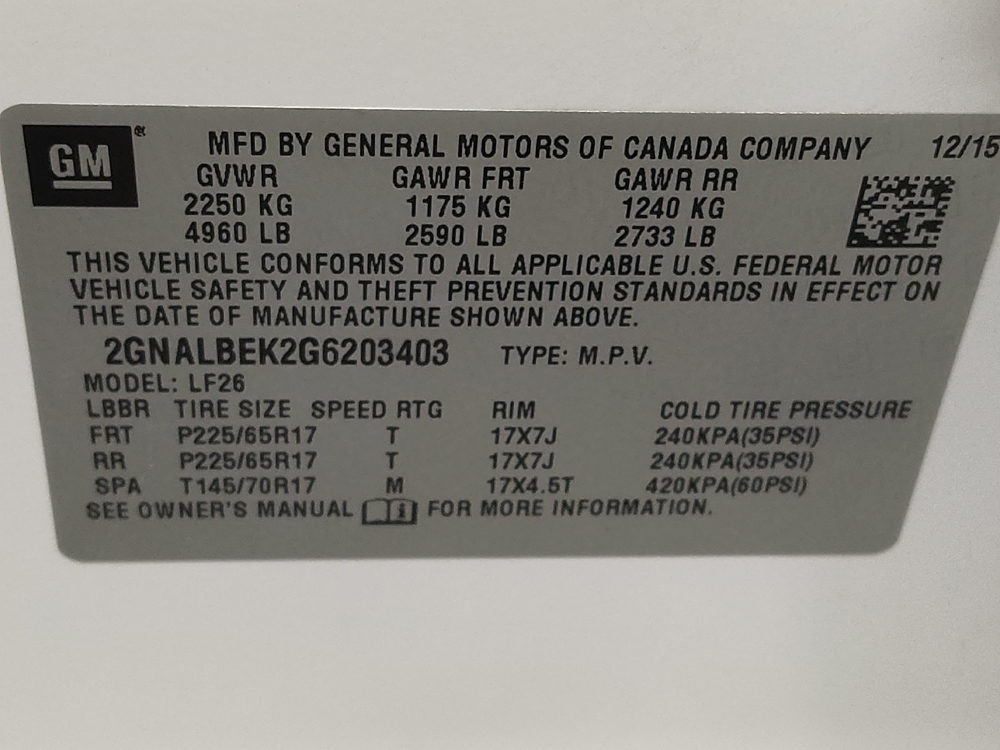 GM ®
MFD BY GENERAL MOTORS OF CANADA COMPANY 12/15
GVWR GAWR FRT GAWR RR
2250 KG 1175 KG 1240 KG
4960 LB 2590 LB 2733 LB
THIS VEHICLE CONFORMS TO ALL APPLICABLE U.S. FEDERAL MOTOR
VEHICLE SAFETY AND THEFT PREVENTION STANDARDS IN EFFECT ON
THE DATE OF MANUFACTURE SHOWN ABOVE.
2GNALBEK2G6203403 TYPE: M.P.V.
MODEL: LF26
LBBR TIRE SIZE SPEED RTG RIM COLD TIRE PRESSURE
FRT P225/65R17 T 17X7J 240KPA(35PSI)
RR P225/65R17 T 17X7J 240KPA(35PSI)
SPA T145/70R17 M 17X4.5T 420KPA(60PSI)
SEE OWNER'S MANUAL i FOR MORE INFORMATION.